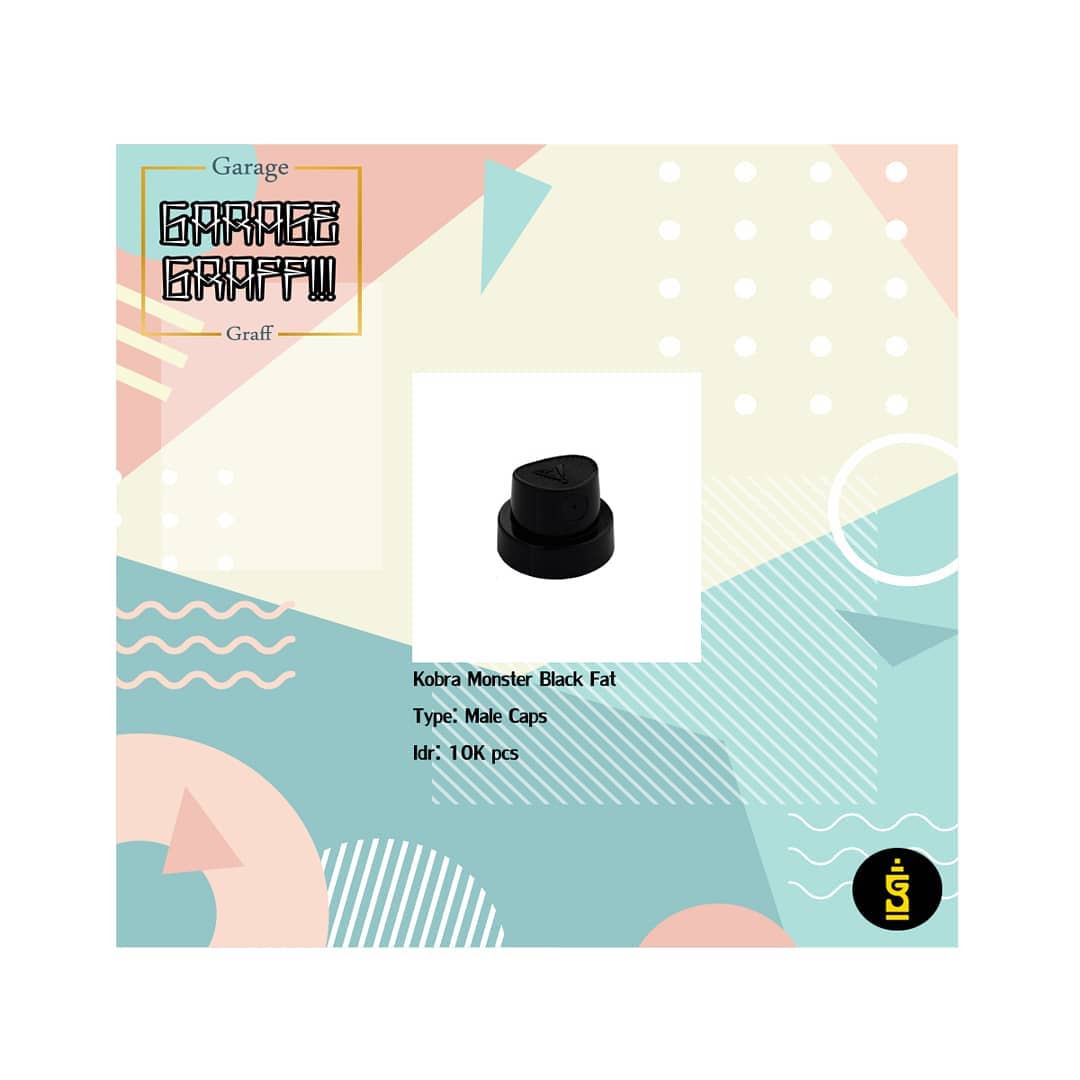 Garage
GARAGE
GRAFF!!!
Graff
Kobra Monster Black Fat
Type: Male Caps
Idr: 10K pcs